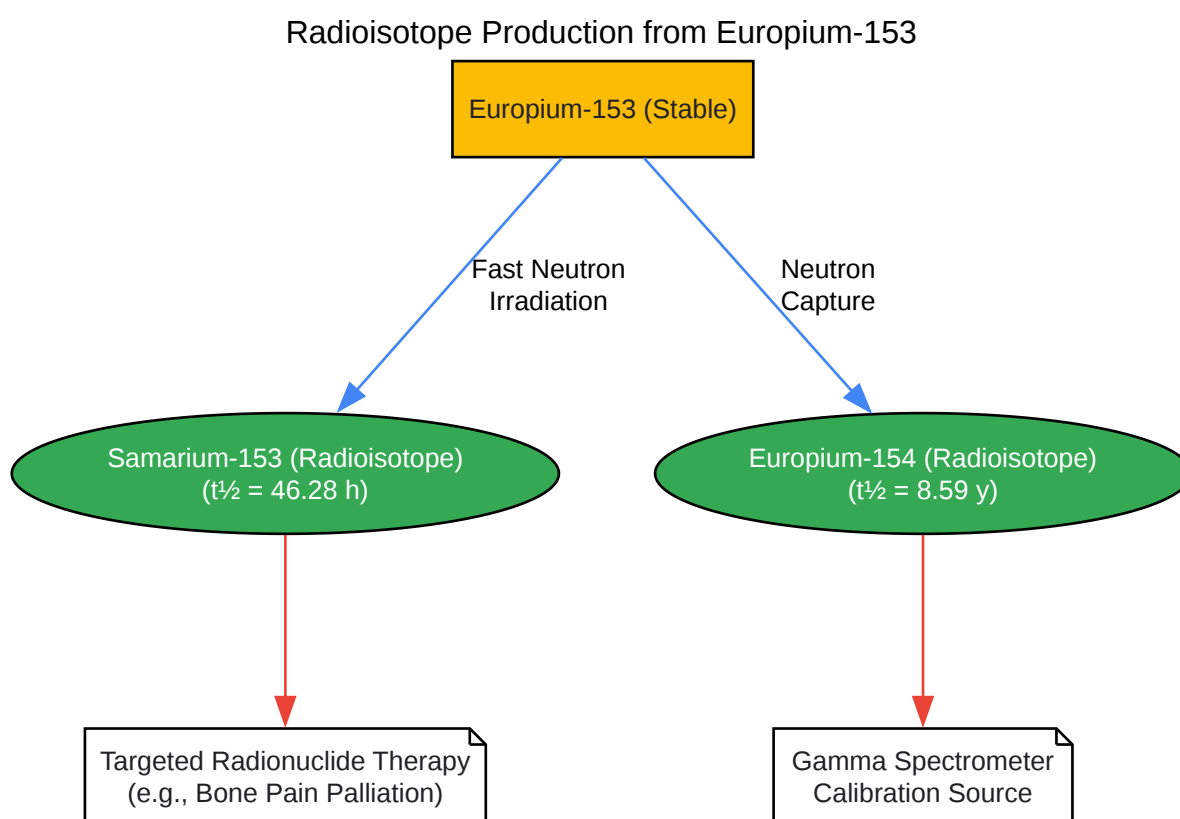 Radioisotope Production from Europium-153
Europium-153 (Stable)
Fast Neutron
Irradiation
Neutron
Capture
Samarium-153 (Radioisotope)
(t½ = 46.28 h)
Europium-154 (Radioisotope)
(t½ = 8.59 y)
Targeted Radionuclide Therapy
(e.g., Bone Pain Palliation)
Gamma Spectrometer
Calibration Source